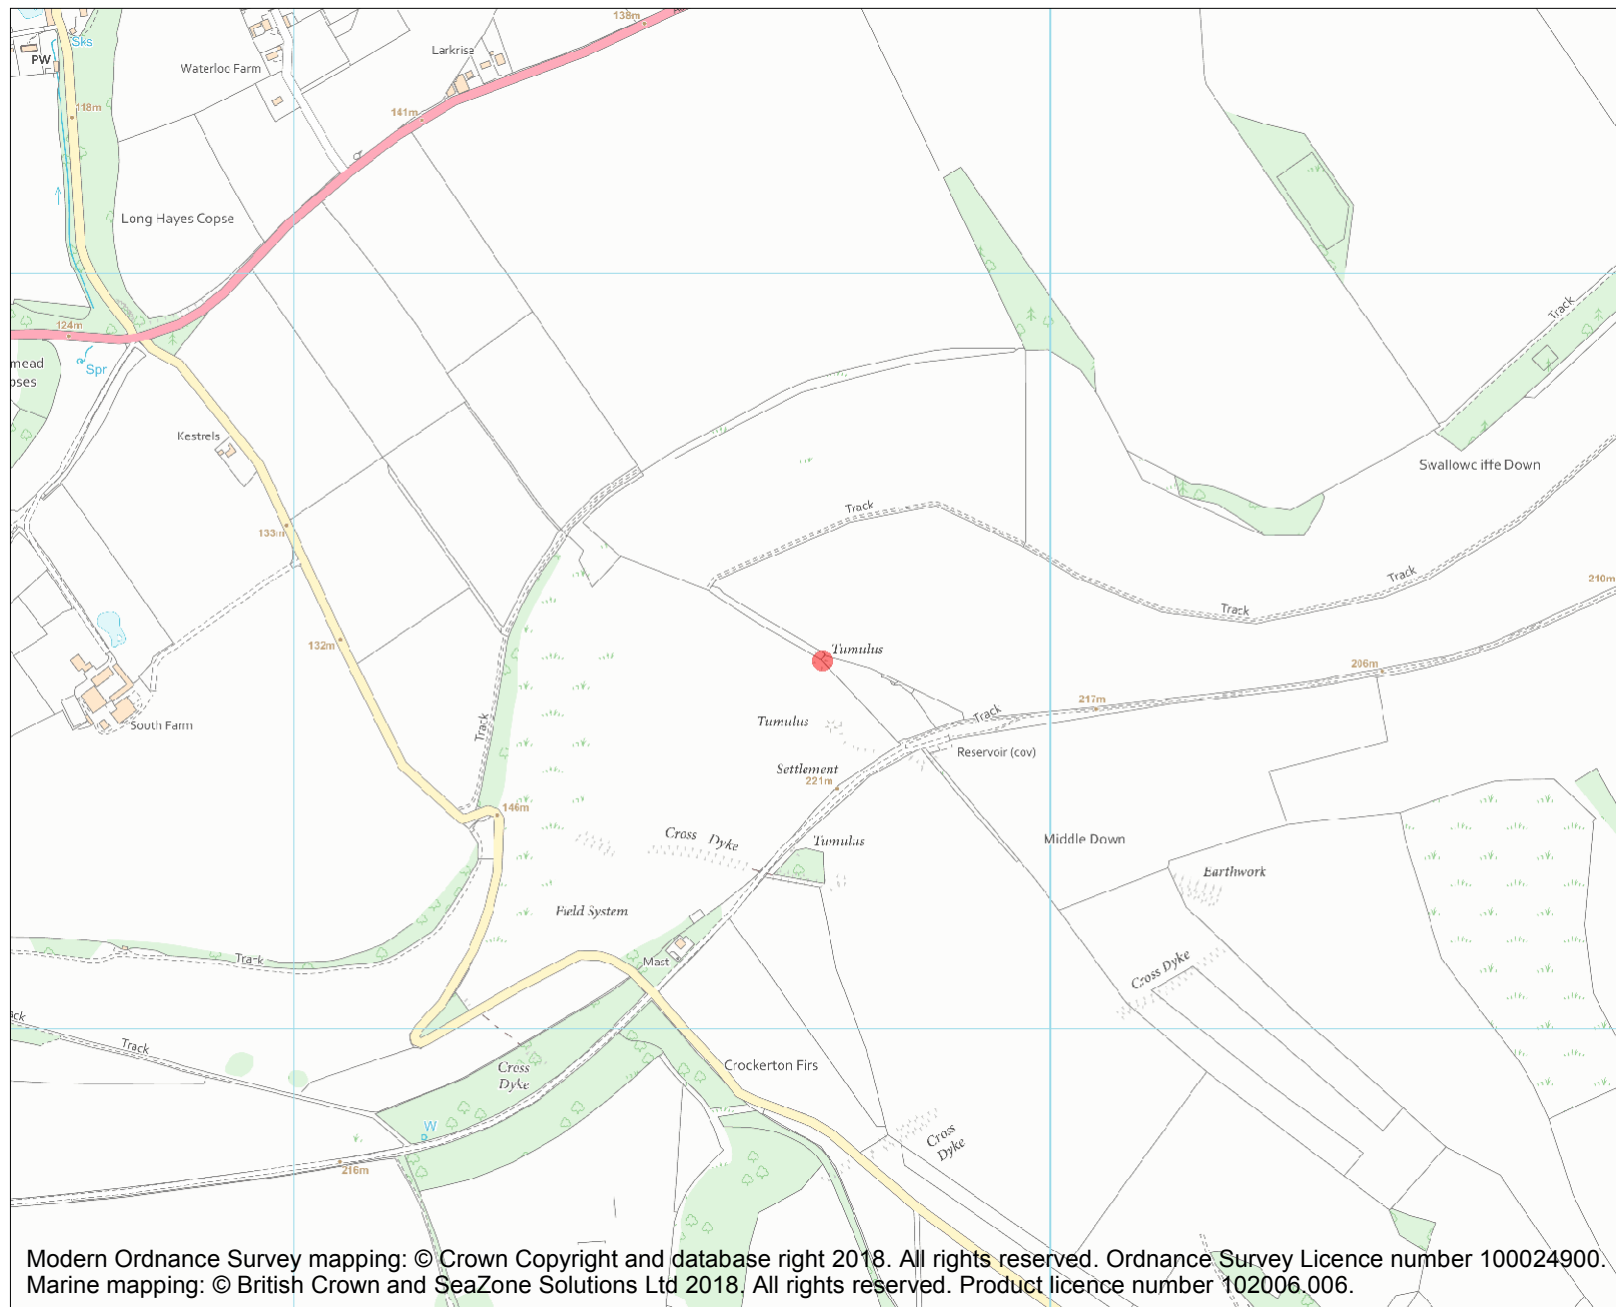 138m
Sks
PW
Larkrise
Waterloo Farm
118m
141m
Long Hayes Copse
124m
mead
pses
Spr
Track
Kestrels
Swallowcliffe Down
Track
133m
Track
210m
Track
132m
Tumulus
206m
217m
Track
Tumulus
South Farm
Track
Reservoir (cov)
Settlement
221m
146m
Cross Dyke
Tumulus
Middle Down
Earthwork
Field System
Track
Mast
Cross Dyke
ack
Track
Cross
Dyke
Crockerton Firs
W
Cross
Dyke
216m
Modern Ordnance Survey mapping: © Crown Copyright and database right 2018. All rights reserved. Ordnance Survey Licence number 100024900.
Marine mapping: © British Crown and SeaZone Solutions Ltd 2018. All rights reserved. Product licence number 102006.006.